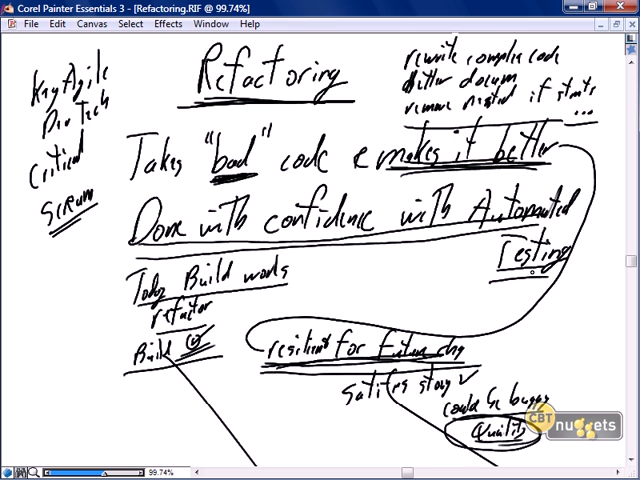 Corel Painter Essentials 3 - [Refactoring.RIF @ 99.74%]
File Edit Canvas Select Effects Window Help
Refactoring
Key Agile
Dev Tech
Critical
SCRUM
rewrite complex code
Better docum
remove nested if stmts
...
Takes "bad" code & makes it better
Done with confidence with Automated
Testing
Today Build works
refactor
Build
resilient for Future chg
satifies story ✓
could be buggy
Quality
CBT nuggets
99.74%